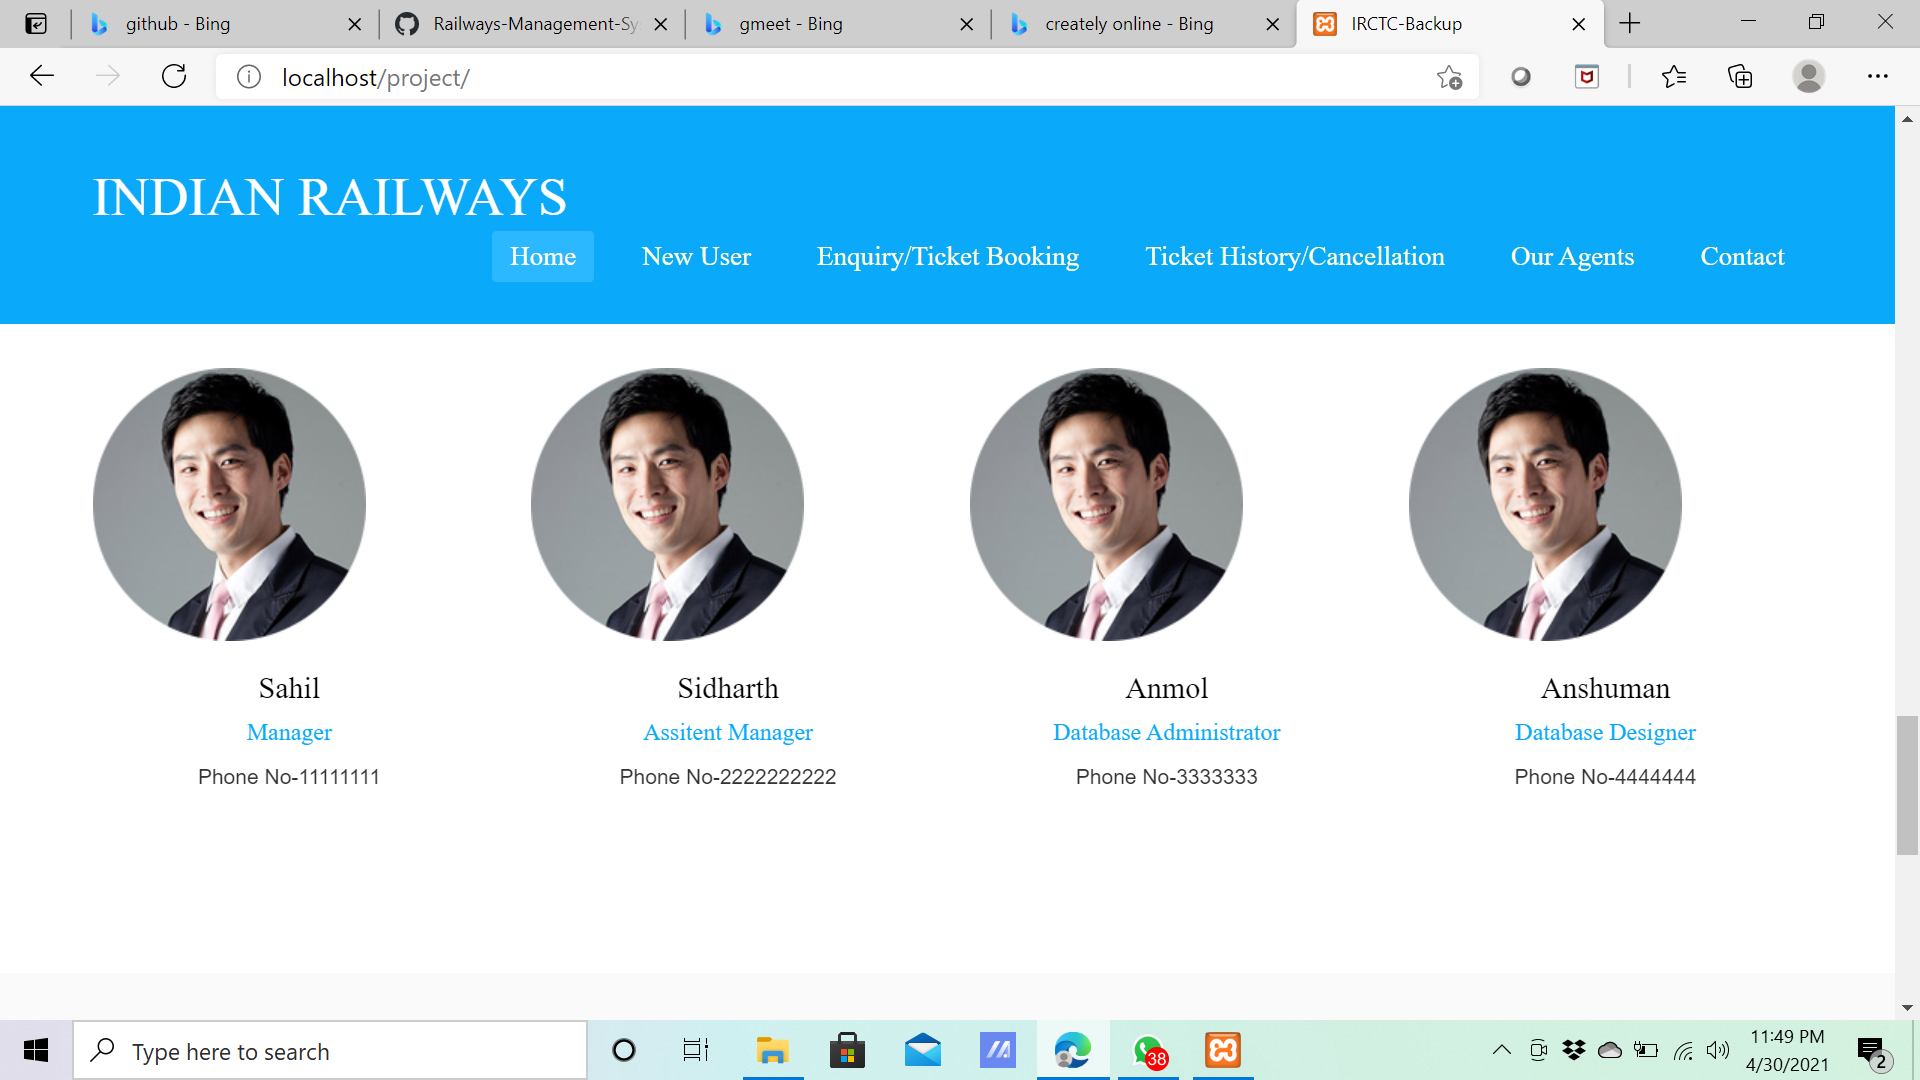 github - Bing
Railways-Management-Sy
gmeet - Bing
creately online - Bing
IRCTC-Backup
localhost/project/
INDIAN RAILWAYS
Home New User Enquiry/Ticket Booking Ticket History/Cancellation Our Agents Contact
Sahil
Manager
Phone No-11111111
Sidharth
Assitent Manager
Phone No-2222222222
Anmol
Database Administrator
Phone No-3333333
Anshuman
Database Designer
Phone No-4444444
Type here to search
38
11:49 PM
4/30/2021
2